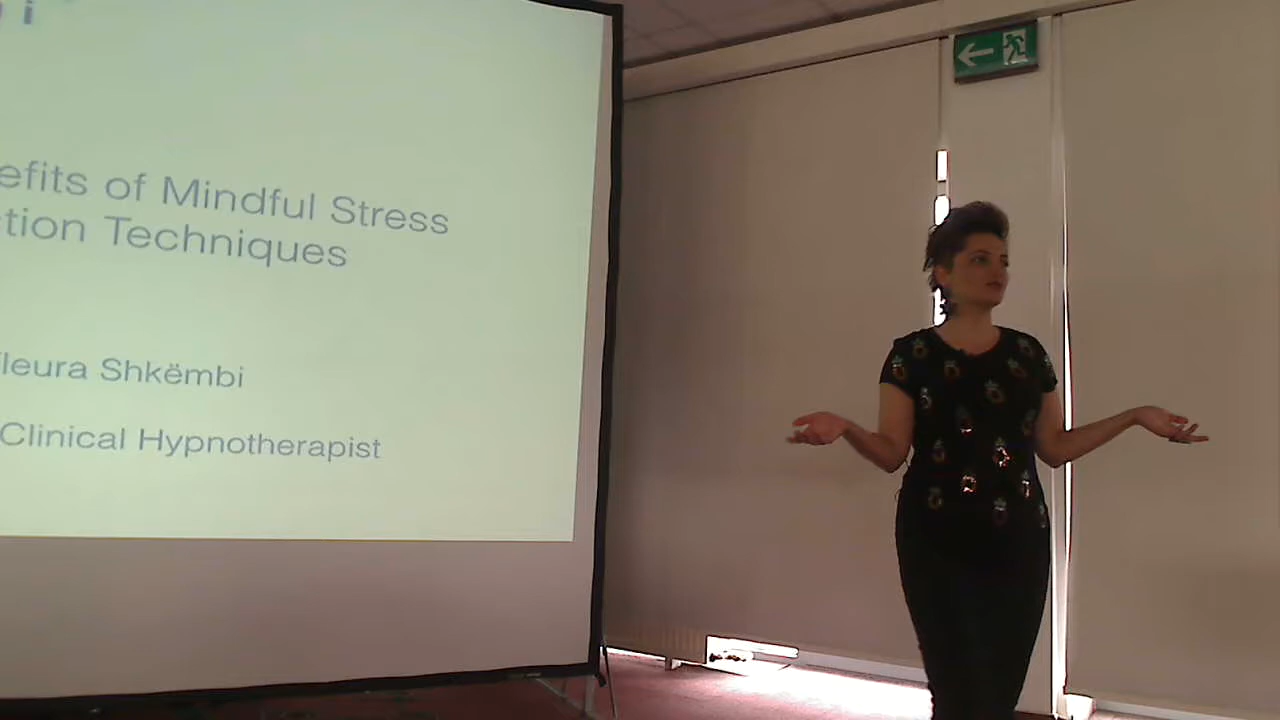 efits of Mindful Stress
tion Techniques
leura Shkëmbi
Clinical Hypnotherapist